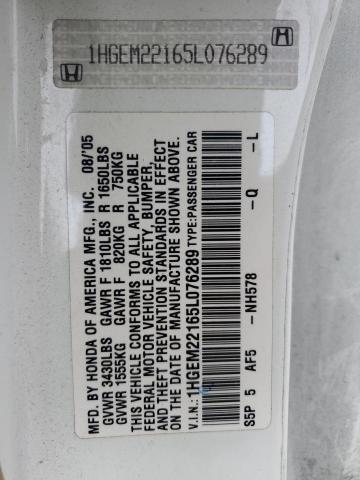 1HGEM22165L076289
MFD. BY HONDA OF AMERICA MFG., INC. 08/'05
GVWR 3430LBS GAWR F 1810LBS R 1650LBS
GVWR 1555KG GAWR F 820KG R 750KG
THIS VEHICLE CONFORMS TO ALL APPLICABLE
FEDERAL MOTOR VEHICLE SAFETY, BUMPER,
AND THEFT PREVENTION STANDARDS IN EFFECT
ON THE DATE OF MANUFACTURE SHOWN ABOVE.
V.I.N.: 1HGEM22165L076289 TYPE:PASSENGER CAR
S5P 5 AF5 -NH578 -Q -L